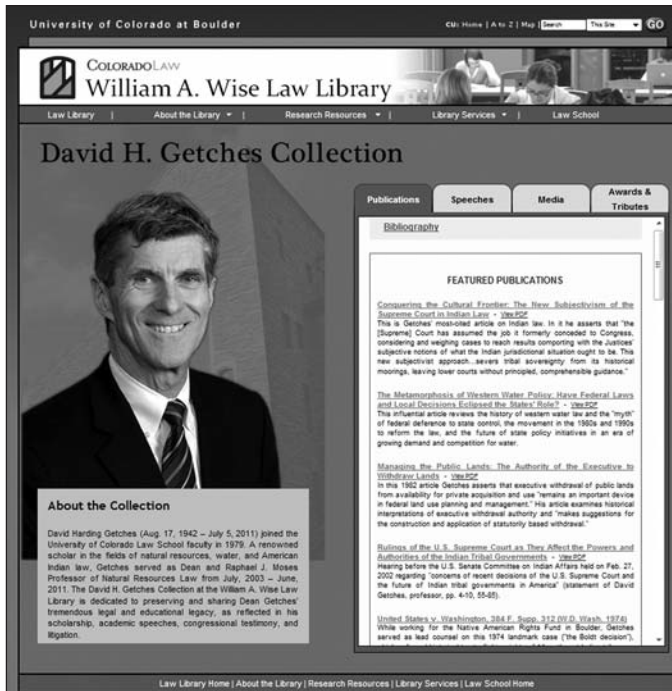 University of Colorado at Boulder
CU: Home | A to Z | Map | Search This Site GO
COLORADO LAW
William A. Wise Law Library
Law Library | About the Library | Research Resources | Library Services | Law School
David H. Getches Collection
Publications
Speeches
Media
Awards &
Tributes
Bibliography
FEATURED PUBLICATIONS
Conquering the Cultural Frontier: The New Subjectivism of the
Supreme Court in Indian Law - View PDF
This is Getches' most-cited article on Indian law. In it he asserts that "the
[Supreme] Court has assumed the job it formerly conceded to Congress,
considering and weighing cases to reach results comporting with the Justices'
subjective notions of what the Indian jurisdictional situation ought to be. This
new subjectivist approach...severs tribal sovereignty from its historical
moorings, leaving lower courts without principled, comprehensible guidance."
The Metamorphosis of Western Water Policy: Have Federal Laws
and Local Decisions Eclipsed the States' Role? - View PDF
This influential article reviews the history of western water law and the "myth"
of federal deference to state control, the movement in the 1980s and 1990s
to reform the law, and the future of state policy initiatives in an era of
growing demand and competition for water.
Managing the Public Lands: The Authority of the Executive to
Withdraw Lands - View PDF
In this 1982 article Getches asserts that executive withdrawal of public lands
from availability for private acquisition and use "remains an important device
in federal land use planning and management." His article examines historical
interpretations of executive withdrawal authority and "makes suggestions for
the construction and application of statutorily based withdrawal."
Rulings of the U.S. Supreme Court as They Affect the Powers and
Authorities of the Indian Tribal Governments - View PDF
Hearing before the U.S. Senate Committee on Indian Affairs held on Feb. 27,
2002 regarding "concerns of recent decisions of the U.S. Supreme Court and
the future of Indian tribal governments in America" (statement of David
Getches, professor, pp. 4-10, 55-65).
United States v. Washington, 384 F. Supp. 312 (W.D. Wash. 1974)
While working for the Native American Rights Fund in Boulder, Getches
served as lead counsel on this 1974 landmark case ("the Boldt decision"),
About the Collection
David Harding Getches (Aug. 17, 1942 – July 5, 2011) joined the
University of Colorado Law School faculty in 1979. A renowned
scholar in the fields of natural resources, water, and American
Indian law, Getches served as Dean and Raphael J. Moses
Professor of Natural Resources Law from July, 2003 – June,
2011. The David H. Getches Collection at the William A. Wise Law
Library is dedicated to preserving and sharing Dean Getches'
tremendous legal and educational legacy, as reflected in his
scholarship, academic speeches, congressional testimony, and
litigation.
Law Library Home | About the Library | Research Resources | Library Services | Law School Home